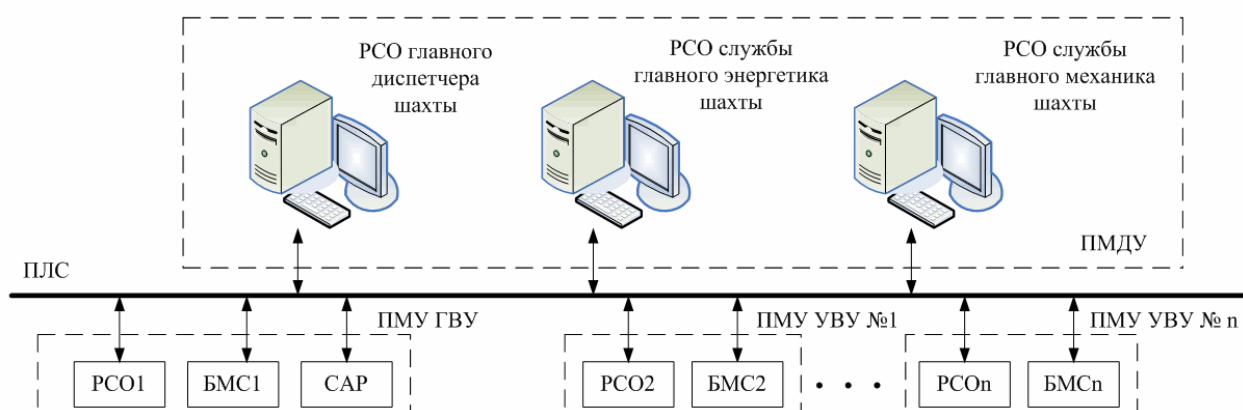 РСО главного
диспетчера
шахты
РСО службы
главного энергетика
шахты
РСО службы
главного механика
шахты
ПМДУ
ПЛС
ПМУ ГВУ
ПМУ УВУ №1
ПМУ УВУ № n
РСО1
БМС1
САР
РСО2
БМС2
РСОn
БМСn